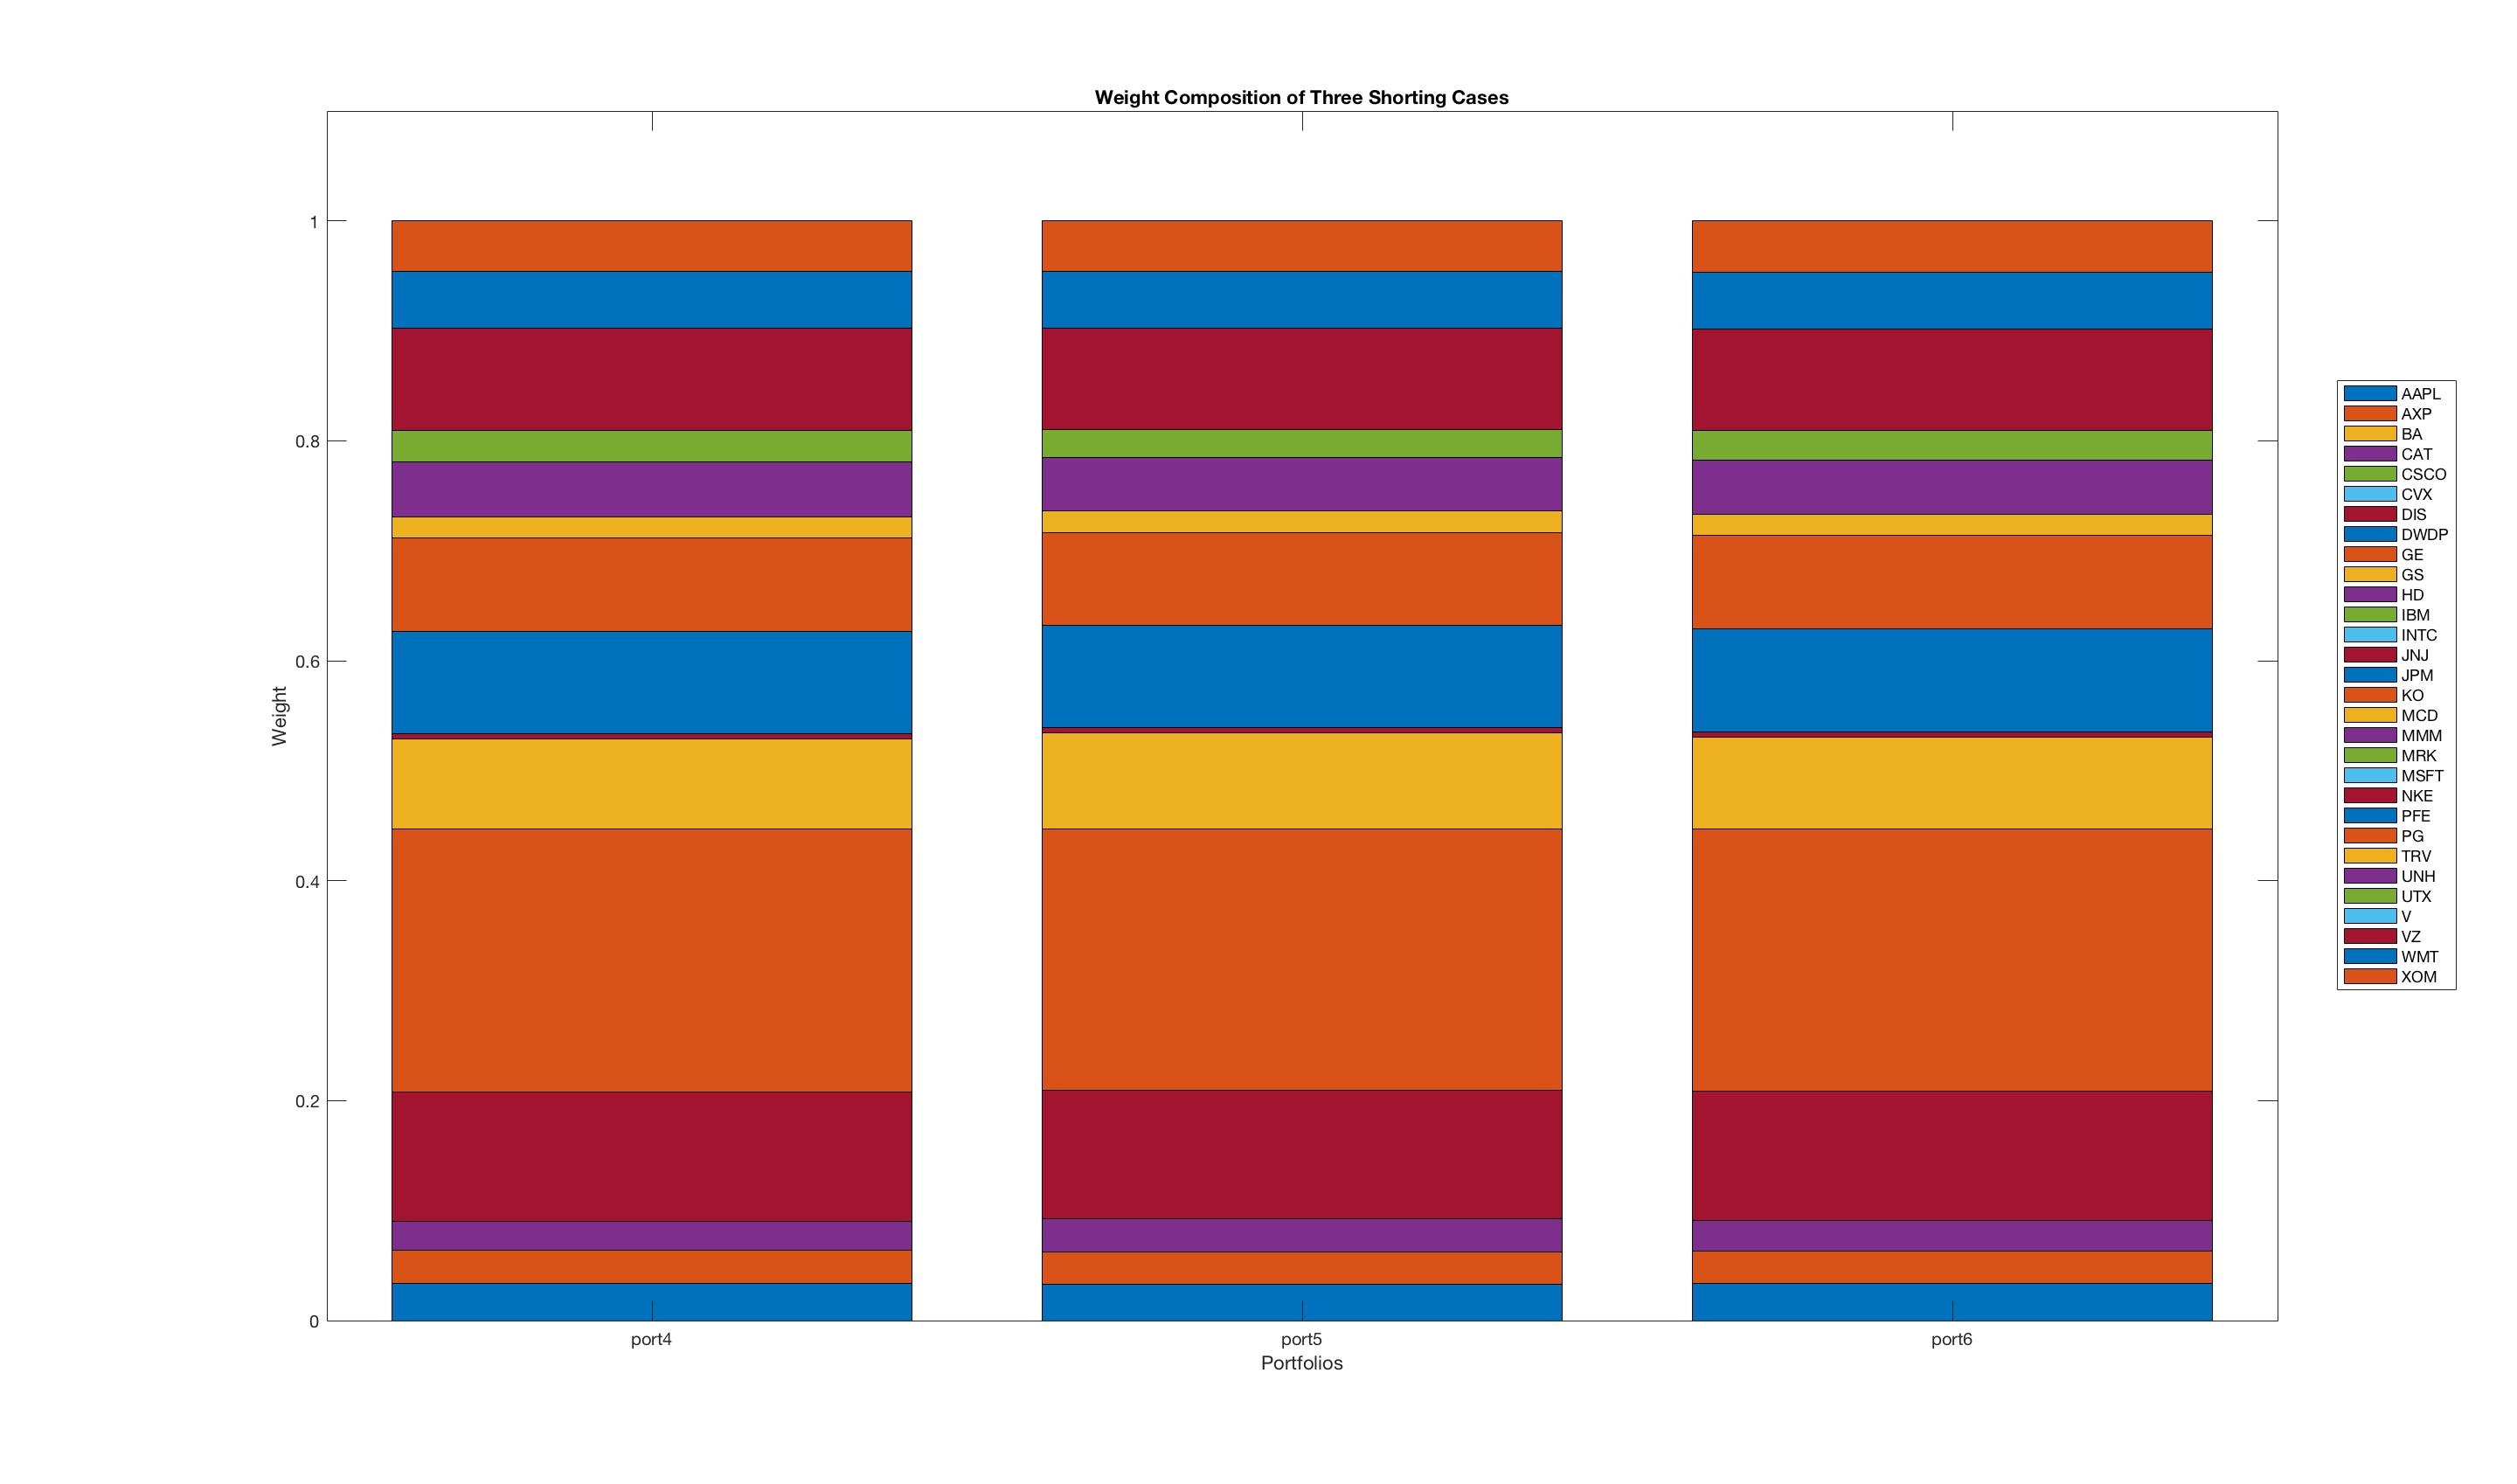 Weight Composition of Three Shorting Cases
1
0.8
0.6
0.4
0.2
0
Weight
port4
port5
port6
Portfolios
AAPL
AXP
BA
CAT
CSCO
CVX
DIS
DWDP
GE
GS
HD
IBM
INTC
JNJ
JPM
KO
MCD
MMM
MRK
MSFT
NKE
PFE
PG
TRV
UNH
UTX
V
VZ
WMT
XOM